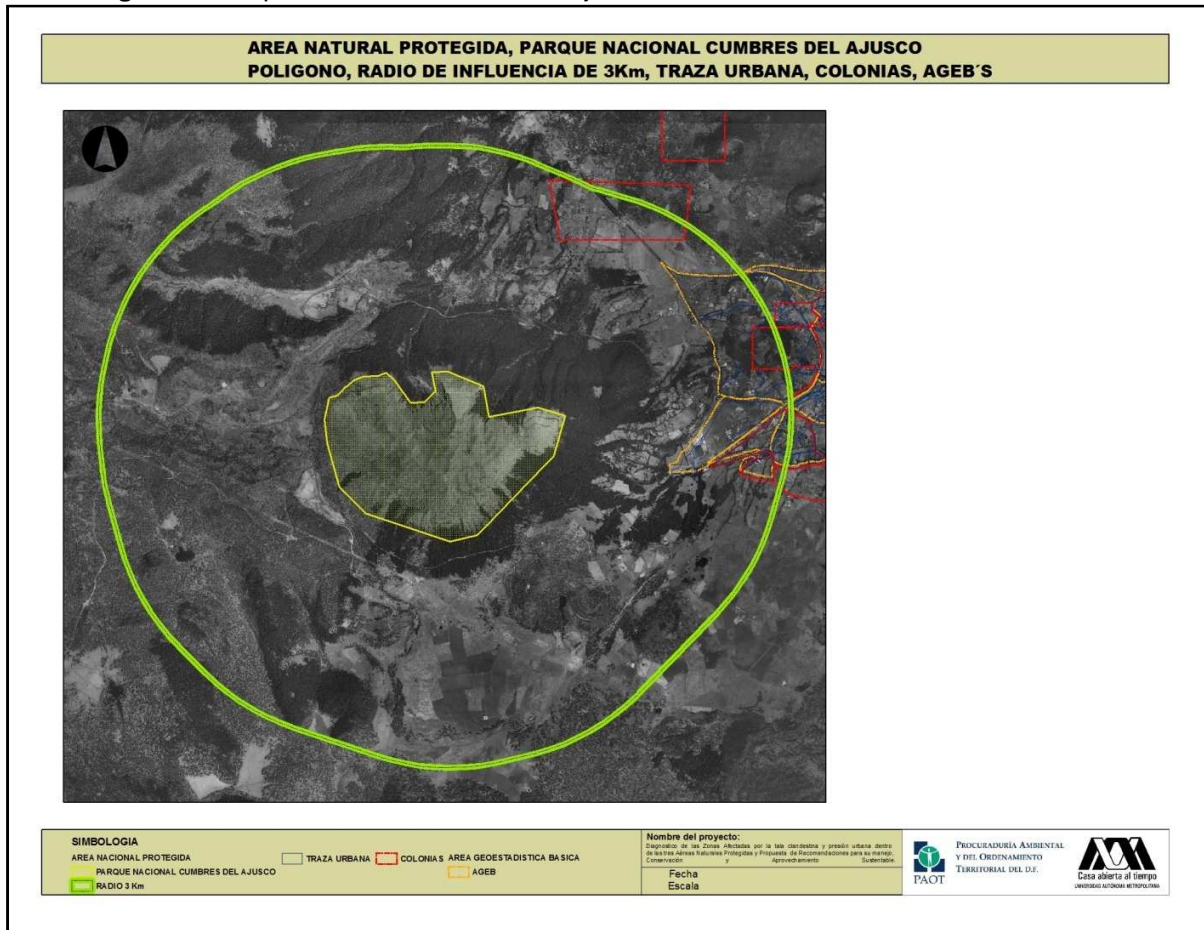 AREA NATURAL PROTEGIDA, PARQUE NACIONAL CUMBRES DEL AJUSCO
POLIGONO, RADIO DE INFLUENCIA DE 3Km, TRAZA URBANA, COLONIAS, AGEB´S
SIMBOLOGIA
AREA NACIONAL PROTEGIDA
PARQUE NACIONAL CUMBRES DEL AJUSCO
RADIO 3 Km
TRAZA URBANA
COLONIAS
AREA GEOESTADISTICA BASICA
AGEB
Nombre del proyecto:
Diagnostico de las Zonas Afectadas por la tala clandestina y presión urbana dentro
de las tres Aéreas Naturales Protegidas y Propuesta de Recomendaciones para su manejo,
Conservación y Aprovechamiento Sustentable.
Fecha
Escala
PAOT
PROCURADURÍA AMBIENTAL
Y DEL ORDENAMIENTO
TERRITORIAL DEL D.F.
Casa abierta al tiempo
UNIVERSIDAD AUTÓNOMA METROPOLITANA